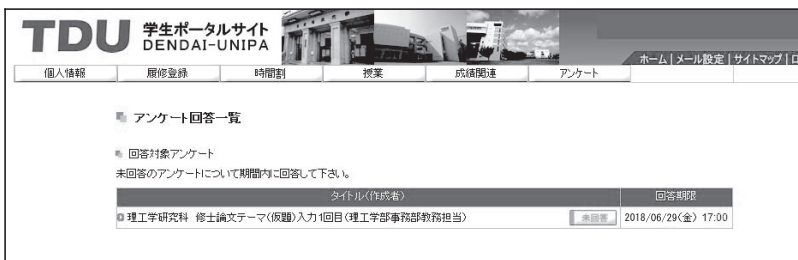 TDU 学生ポータルサイト
DENDAI-UNIPA
ホーム | メール設定 | サイトマップ | ロ
個人情報 履修登録 時間割 授業 成績関連 アンケート
アンケート回答一覧
回答対象アンケート
未回答のアンケートについて期間内に回答して下さい。
タイトル(作成者) 回答期限
理工学研究科 修士論文テーマ(仮題)入力1回目(理工学部事務部教務担当) 未回答 2018/06/29(金) 17:00